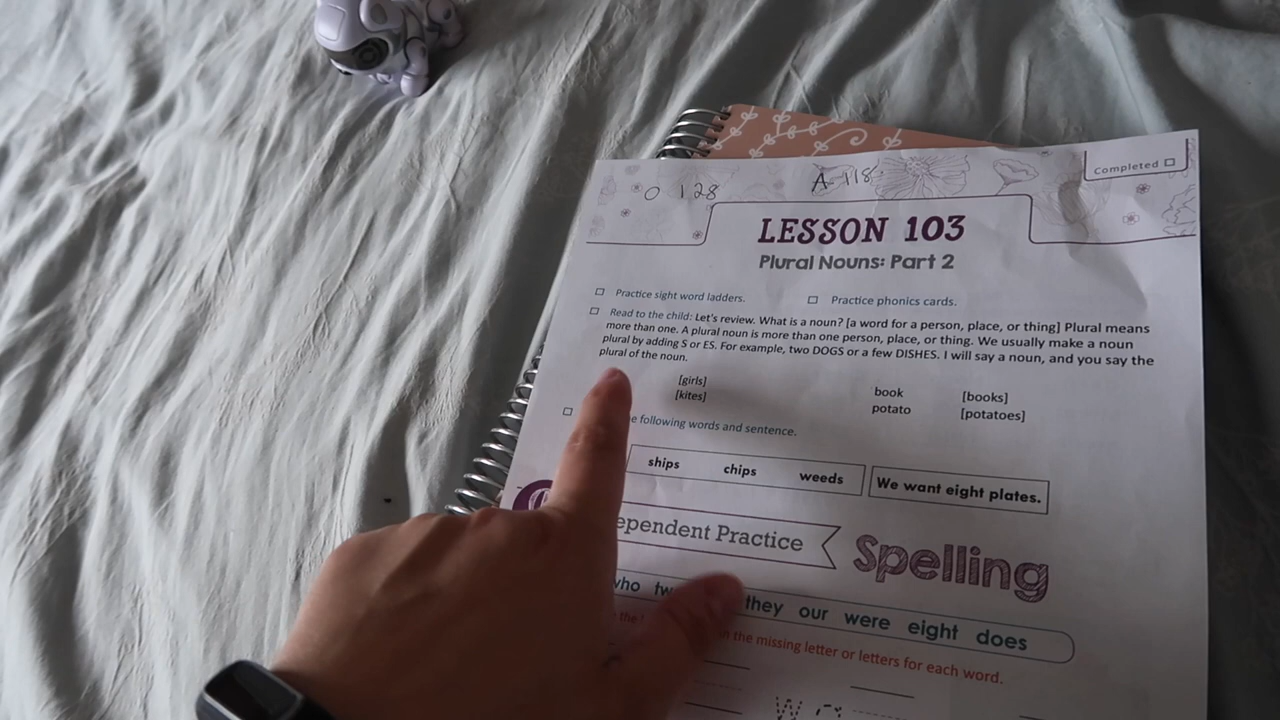 Completed
0 128 A-118
LESSON 103
Plural Nouns: Part 2
Practice sight word ladders. Practice phonics cards.
Read to the child: Let's review. What is a noun? [a word for a person, place, or thing] Plural means
more than one. A plural noun is more than one person, place, or thing. We usually make a noun
plural by adding S or ES. For example, two DOGS or a few DISHES. I will say a noun, and you say the
plural of the noun.
[girls] book [books]
[kites] potato [potatoes]
following words and sentence.
ships chips weeds We want eight plates.
ependent Practice Spelling
who they our were eight does
the missing letter or letters for each word.